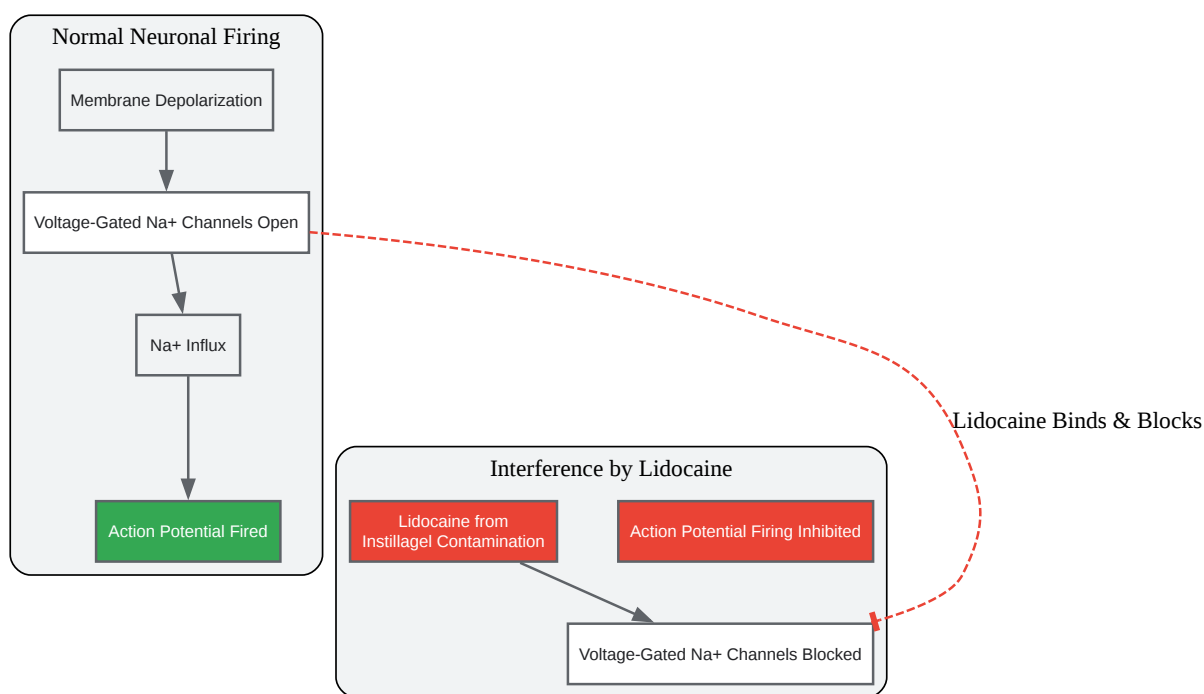 Normal Neuronal Firing
Membrane Depolarization
Voltage-Gated Na+ Channels Open
Na+ Influx
Action Potential Fired
Lidocaine Binds & Blocks
Interference by Lidocaine
Lidocaine from
Instillagel Contamination
Action Potential Firing Inhibited
Voltage-Gated Na+ Channels Blocked